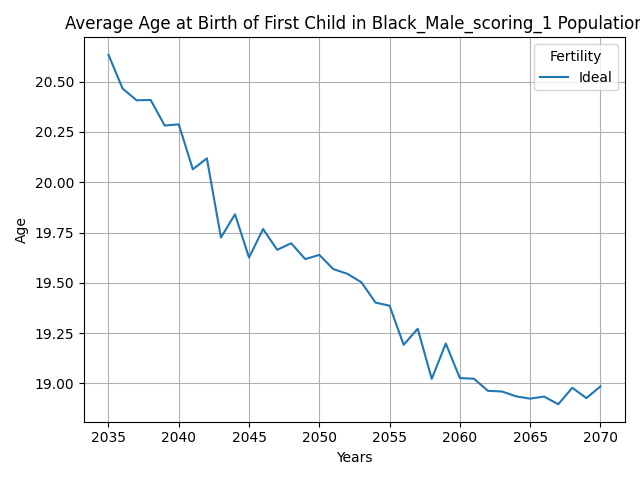 Average Age at Birth of First Child in Black_Male_scoring_1 Population
Fertility
Ideal
20.50
20.25
20.00
19.75
19.50
19.25
19.00
Age
2035 2040 2045 2050 2055 2060 2065 2070
Years